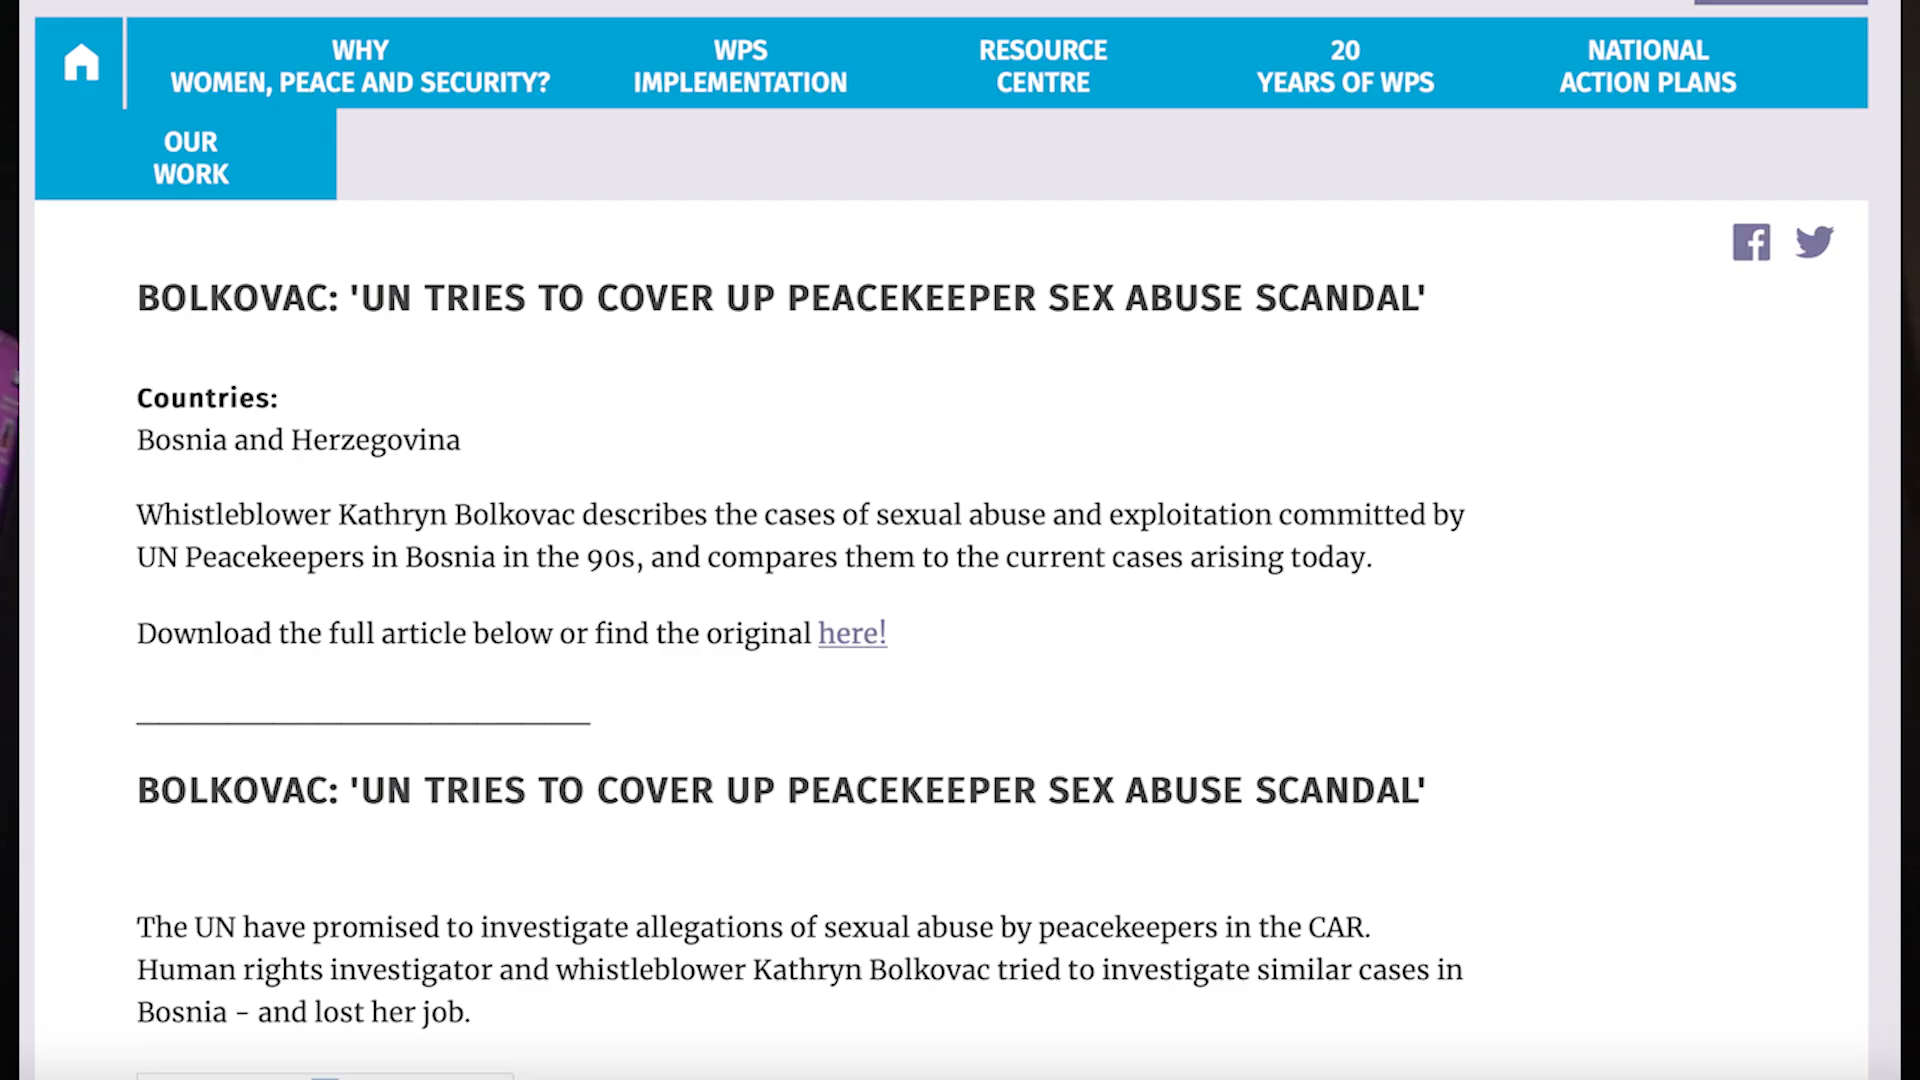 WHY
WOMEN, PEACE AND SECURITY?
WPS
IMPLEMENTATION
RESOURCE
CENTRE
20
YEARS OF WPS
NATIONAL
ACTION PLANS
OUR
WORK
BOLKOVAC: 'UN TRIES TO COVER UP PEACEKEEPER SEX ABUSE SCANDAL'
Countries:
Bosnia and Herzegovina
Whistleblower Kathryn Bolkovac describes the cases of sexual abuse and exploitation committed by
UN Peacekeepers in Bosnia in the 90s, and compares them to the current cases arising today.
Download the full article below or find the original here!
BOLKOVAC: 'UN TRIES TO COVER UP PEACEKEEPER SEX ABUSE SCANDAL'
The UN have promised to investigate allegations of sexual abuse by peacekeepers in the CAR.
Human rights investigator and whistleblower Kathryn Bolkovac tried to investigate similar cases in
Bosnia - and lost her job.